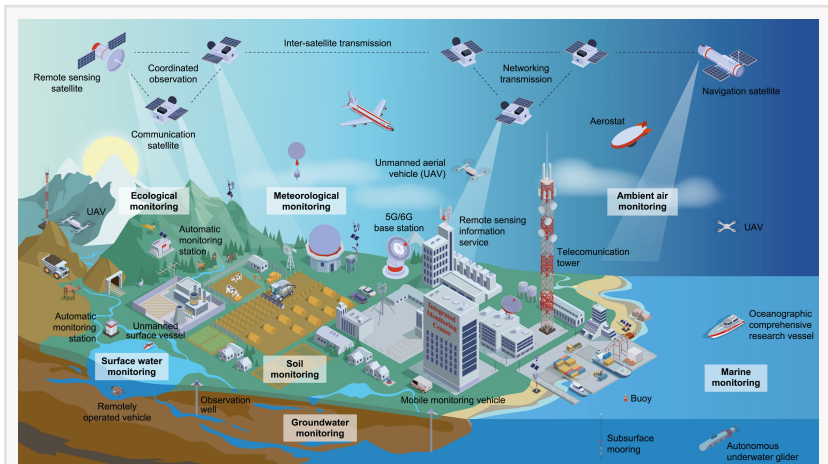 Inter-satellite transmission
Remote sensing
satellite
Coordinated
observation
Networking
transmission
Navigation satellite
Communication
satellite
Aerostat
Unmanned aerial
vehicle (UAV)
Ecological
monitoring
Meteorological
monitoring
Ambient air
monitoring
UAV
5G/6G
base station
Remote sensing
information
service
UAV
Automatic
monitoring
station
Telecomunication
tower
Automatic
monitoring
station
Unmanned
surface vessel
Integrated
Monitoring
Center
Oceanographic
comprehensive
research vessel
Surface water
monitoring
Soil
monitoring
Marine
monitoring
Remotely
operated vehicle
Observation
well
Mobile monitoring vehicle
Buoy
Groundwater
monitoring
Subsurface
mooring
Autonomous
underwater glider